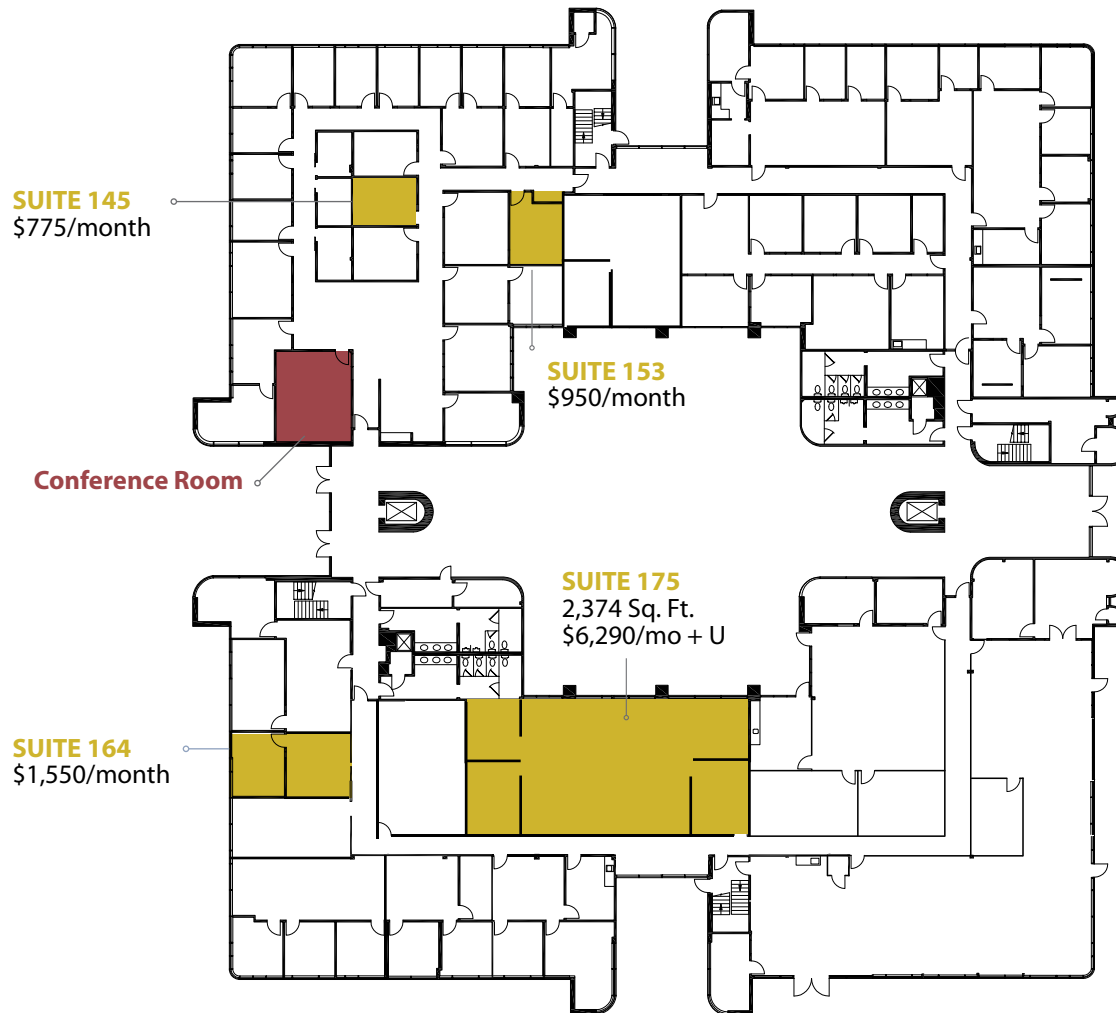 SUITE 145
$775/month
SUITE 153
$950/month
Conference Room
SUITE 175
2,374 Sq. Ft.
$6,290/mo + U
SUITE 164
$1,550/month